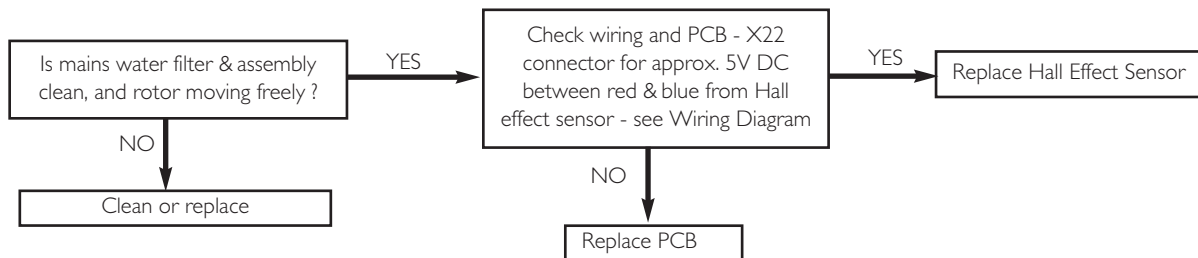 Is mains water filter & assembly
clean, and rotor moving freely ?
YES
NO
Clean or replace
Check wiring and PCB - X22
connector for approx. 5V DC
between red & blue from Hall
effect sensor - see Wiring Diagram
YES
NO
Replace Hall Effect Sensor
Replace PCB